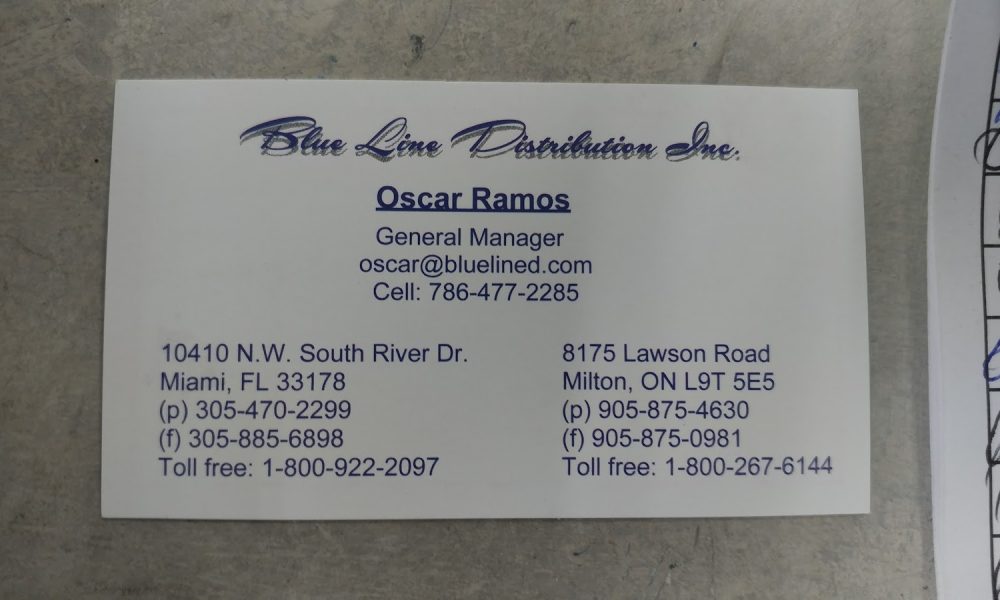 Blue Line Distribution Inc.
Oscar Ramos
General Manager
oscar@bluelined.com
Cell: 786-477-2285
10410 N.W. South River Dr.
Miami, FL 33178
(p) 305-470-2299
(f) 305-885-6898
Toll free: 1-800-922-2097
8175 Lawson Road
Milton, ON L9T 5E5
(p) 905-875-4630
(f) 905-875-0981
Toll free: 1-800-267-6144